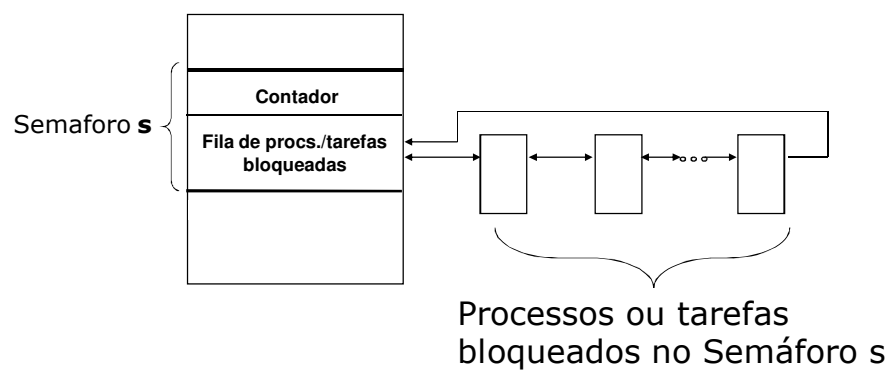 Contador
Semaforo s
Fila de procs./tarefas
bloqueadas
Processos ou tarefas
bloqueados no Semáforo s